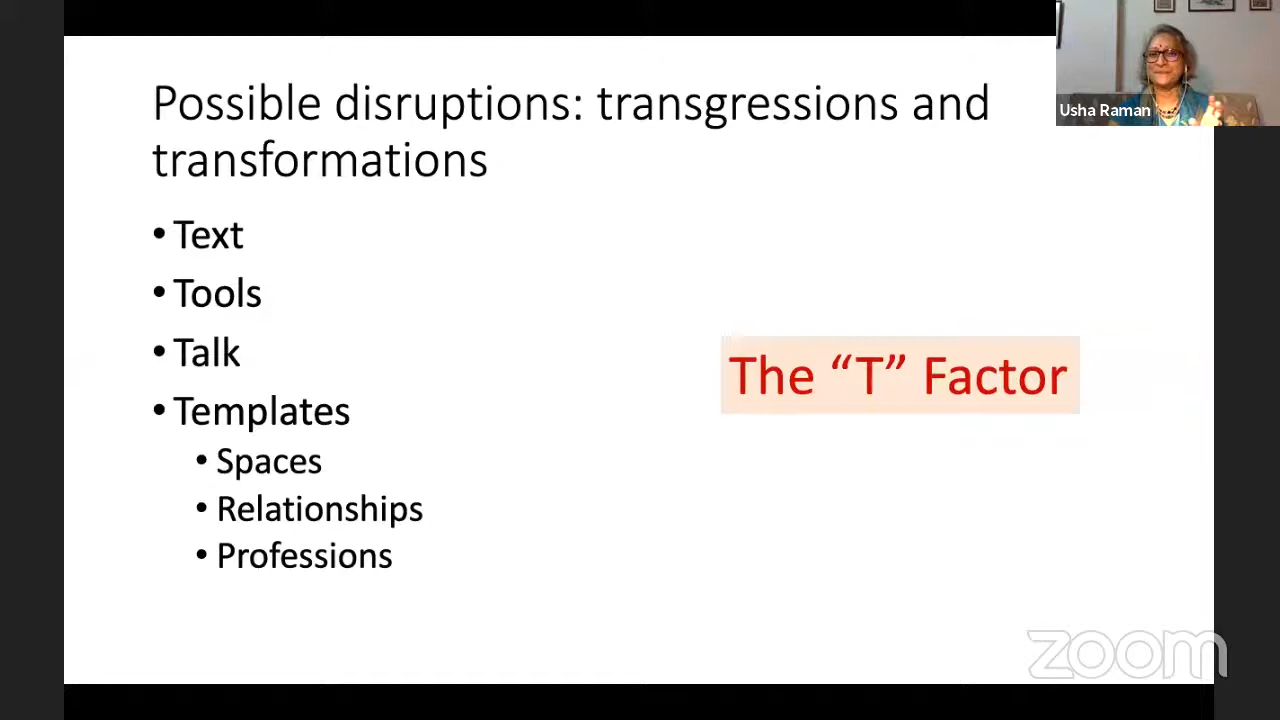 Possible disruptions: transgressions and
transformations
• Text
• Tools
• Talk
• Templates
• Spaces
• Relationships
• Professions
The “T” Factor
Usha Raman
zoom